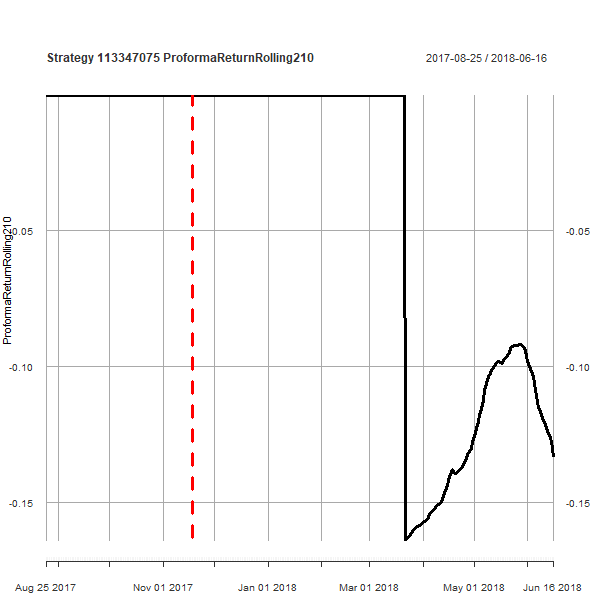 Strategy 113347075 ProformaReturnRolling210
2017-08-25 / 2018-06-16
ProformaReturnRolling210
-0.05
-0.05
-0.10
-0.10
-0.15
-0.15
Aug 25 2017
Nov 01 2017
Jan 01 2018
Mar 01 2018
May 01 2018
Jun 16 2018